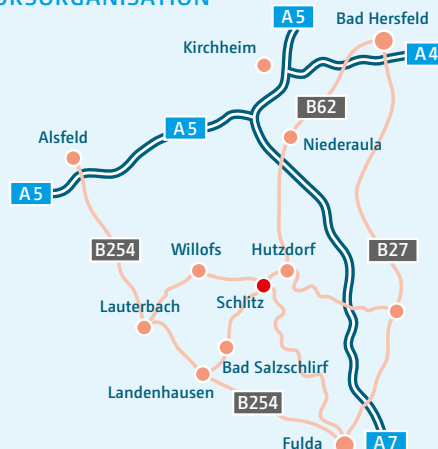 KURSORGANISATION
A5
Bad Hersfeld
Kirchheim
A4
B62
A5
Alsfeld
Niederaula
A5
B254
Willofs
Hutzdorf
B27
Lauterbach
Schlitz
Bad Salzschlirf
Landenhausen
B254
Fulda
A7